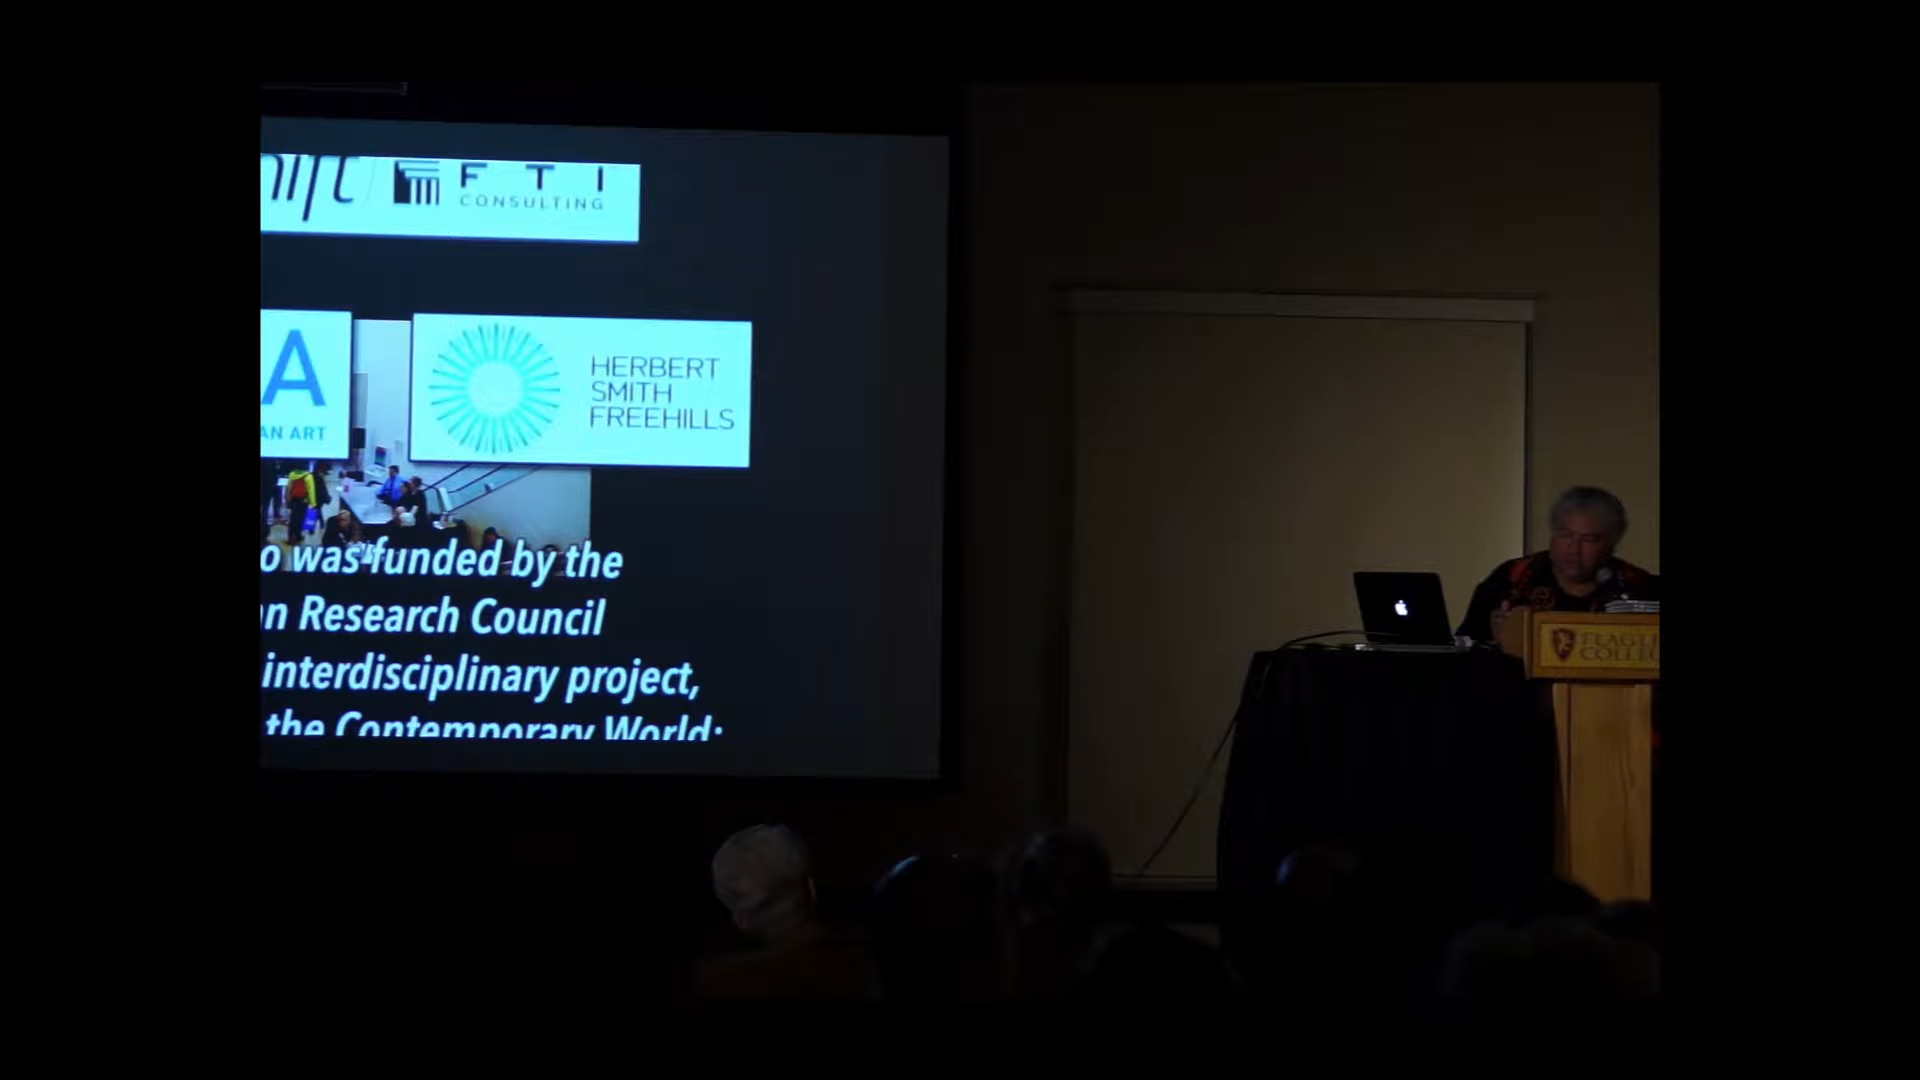 FTI
CONSULTING
A
AN ART
HERBERT
SMITH
FREEHILLS
o was funded by the
n Research Council
interdisciplinary project,
the Contemporary World: